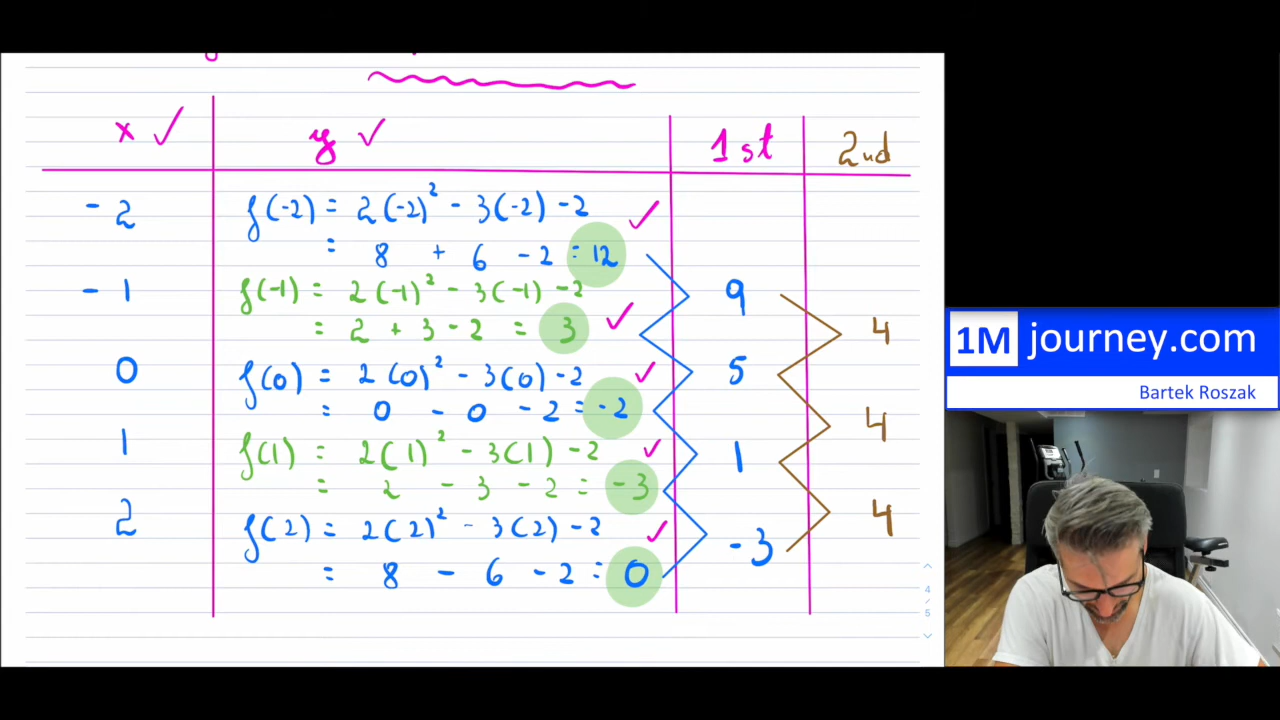 x ✓ y ✓ 1st 2nd
-2 f(-2) = 2(-2)² - 3(-2) - 2 ✓
= 8 + 6 - 2 = 12
-1 f(-1) = 2(-1)² - 3(-1) - 2 9
= 2 + 3 - 2 = 3 ✓ 4
0 f(0) = 2(0)² - 3(0) - 2 ✓ 5
= 0 - 0 - 2 = -2 4
1 f(1) = 2(1)² - 3(1) - 2 ✓ 1
= 2 - 3 - 2 = -3
2 f(2) = 2(2)² - 3(2) - 2 ✓ 4
= 8 - 6 - 2 = 0 -3
1M journey.com
Bartek Roszak
4
/
5